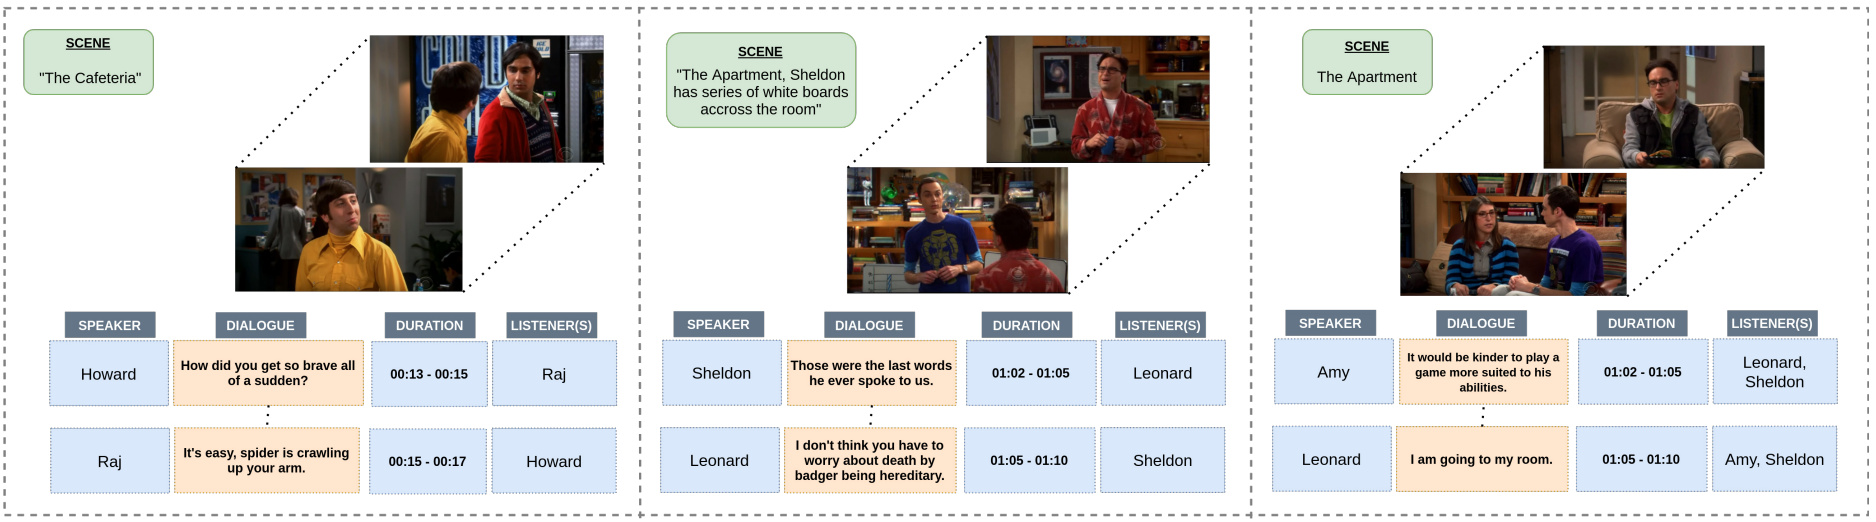 SCENE
"The Cafeteria"
COLD
ICE
COLD
SPEAKER
DIALOGUE
DURATION
LISTENER(S)
Howard
How did you get so brave all
of a sudden?
00:13 - 00:15
Raj
Raj
It's easy, spider is crawling
up your arm.
00:15 - 00:17
Howard
SCENE
"The Apartment, Sheldon
has series of white boards
accross the room"
SPEAKER
DIALOGUE
DURATION
LISTENER(S)
Sheldon
Those were the last words
he ever spoke to us.
01:02 - 01:05
Leonard
Leonard
I don't think you have to
worry about death by
badger being hereditary.
01:05 - 01:10
Sheldon
SCENE
The Apartment
SPEAKER
DIALOGUE
DURATION
LISTENER(S)
Amy
It would be kinder to play a
game more suited to his
abilities.
01:02 - 01:05
Leonard,
Sheldon
Leonard
I am going to my room.
01:05 - 01:10
Amy, Sheldon